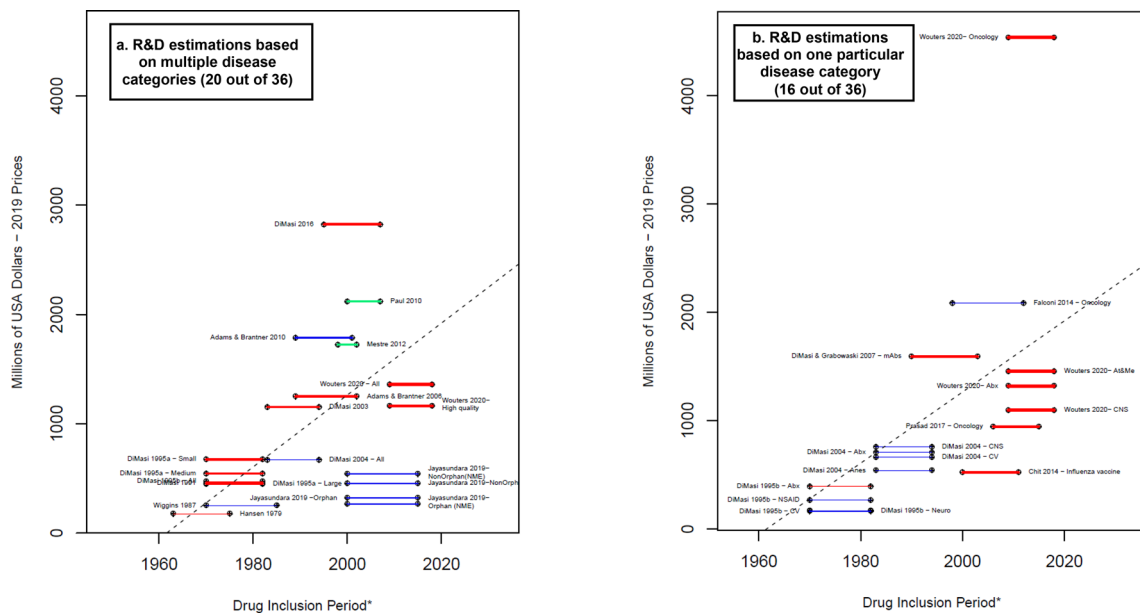 a. R&D estimations based
on multiple disease
categories (20 out of 36)
Millions of USA Dollars − 2019 Prices
4000
3000
2000
1000
0
DiMasi 2016
Paul 2010
Adams & Brantner 2010
Mestre 2012
Wouters 2020− All
Adams & Brantner 2006
Wouters 2020−
High quality
DiMasi 2003
DiMasi 1995a − Small
DiMasi 2004 − All
DiMasi 1995a − Medium
DiMasi 1995b − All
DiMasi 1991
DiMasi 1995a − Large
Jayasundara 2019−
NonOrphan(NME)
Jayasundara 2019−NonOrph
Jayasundara 2019 −Orphan
Jayasundara 2019−
Orphan (NME)
Wiggins 1987
Hansen 1979
1960
1980
2000
2020
Drug Inclusion Period*
b. R&D estimations
based on one particular
disease category
(16 out of 36)
Millions of USA Dollars − 2019 Prices
4000
3000
2000
1000
0
Wouters 2020− Oncology
Falconi 2014 − Oncology
DiMasi & Grabowaski 2007 − mAbs
Wouters 2020− At&Me
Wouters 2020− Abx
Wouters 2020− CNS
Prasad 2017 − Oncology
DiMasi 2004 − CNS
DiMasi 2004 − Abx
DiMasi 2004 − CV
DiMasi 2004 − Anes
Chit 2014 − Influenza vaccine
DiMasi 1995b − Abx
DiMasi 1995b − NSAID
DiMasi 1995b − CV
DiMasi 1995b − Neuro
1960
1980
2000
2020
Drug Inclusion Period*